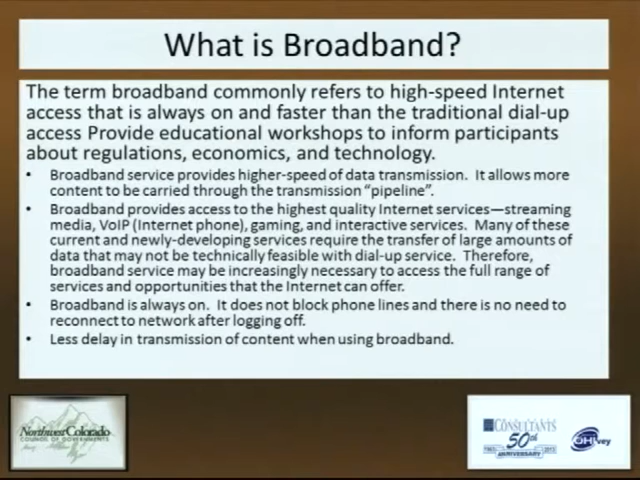 What is Broadband?
The term broadband commonly refers to high-speed Internet
access that is always on and faster than the traditional dial-up
access Provide educational workshops to inform participants
about regulations, economics, and technology.
• Broadband service provides higher-speed of data transmission. It allows more
content to be carried through the transmission “pipeline”.
• Broadband provides access to the highest quality Internet services—streaming
media, VoIP (Internet phone), gaming, and interactive services. Many of these
current and newly-developing services require the transfer of large amounts of
data that may not be technically feasible with dial-up service. Therefore,
broadband service may be increasingly necessary to access the full range of
services and opportunities that the Internet can offer.
• Broadband is always on. It does not block phone lines and there is no need to
reconnect to network after logging off.
• Less delay in transmission of content when using broadband.
Northwest Colorado
COUNCIL OF GOVERNMENTS
CONSULTANTS
50th
ANNIVERSARY